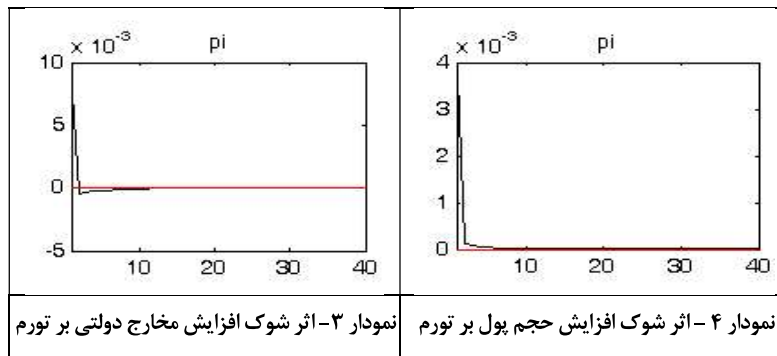 × 10⁻³ pi
10
5
0
-5
10 20 30 40
نمودار ۳- اثر شوک افزایش مخارج دولتی بر تورم
× 10⁻³ pi
4
3
2
1
0
10 20 30 40
نمودار ۴ - اثر شوک افزایش حجم پول بر تورم